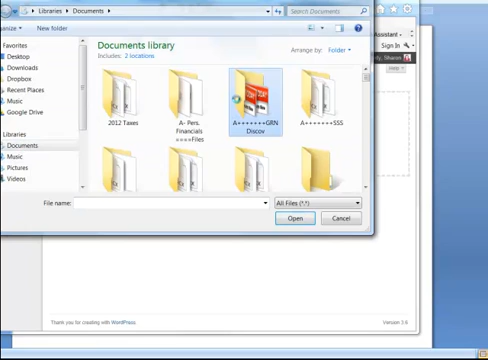 Libraries ▸ Documents ▸
Search Documents
Assistant
Organize
New folder
Sign In
Favorites
Documents library
Includes: 2 locations
Arrange by: Folder
Help
Desktop
Downloads
Dropbox
Recent Places
Music
Google Drive
Libraries
Documents
Music
Pictures
Videos
2012 Taxes
A- Pers.
Financials
====Files
A++++++GRN
Discov
A+++++++SSS
File name:
All Files (*.*)
Open
Cancel
Thank you for creating with WordPress
Version 3.6